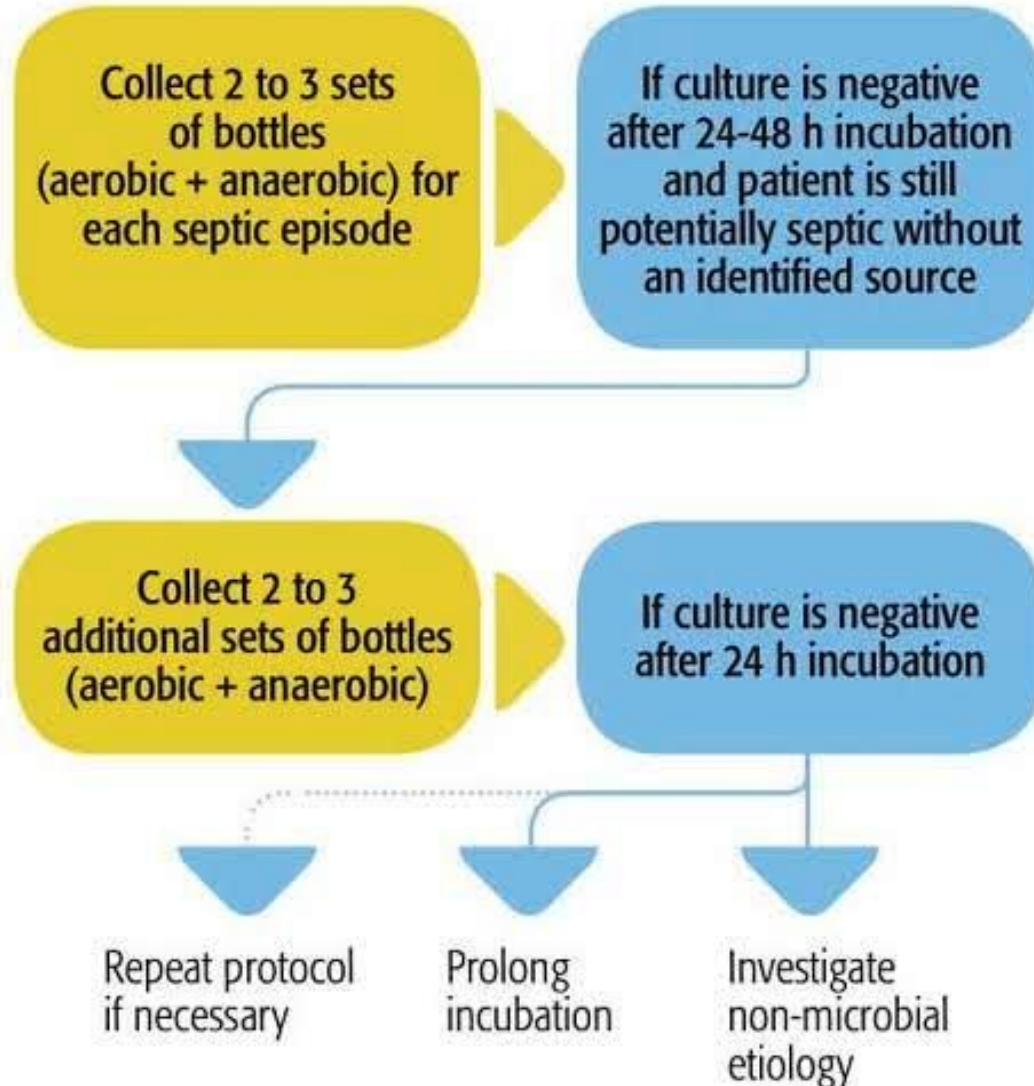 Collect 2 to 3 sets
of bottles
(aerobic + anaerobic) for
each septic episode
If culture is negative
after 24-48 h incubation
and patient is still
potentially septic without
an identified source
Collect 2 to 3
additional sets of bottles
(aerobic + anaerobic)
If culture is negative
after 24 h incubation
Repeat protocol
if necessary
Prolong
incubation
Investigate
non-microbial
etiology